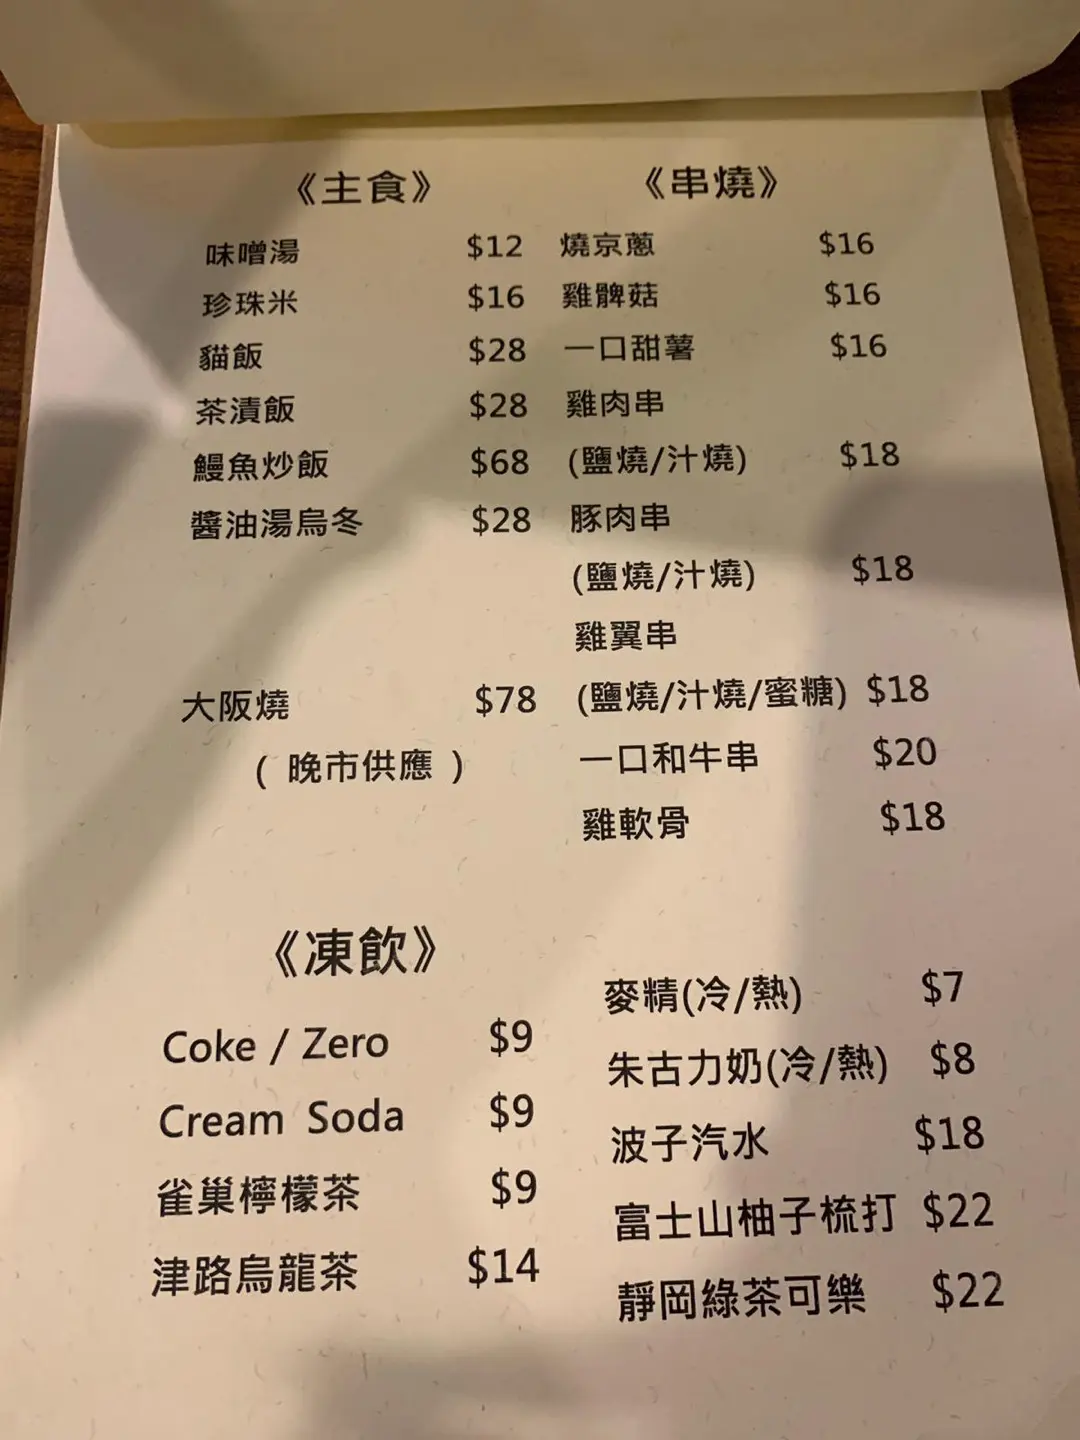 《主食》
味噌湯 $12
珍珠米 $16
貓飯 $28
茶漬飯 $28
鰻魚炒飯 $68
醬油湯烏冬 $28
大阪燒 $78
( 晚市供應 )
《串燒》
燒京蔥 $16
雞髀菇 $16
一口甜薯 $16
雞肉串
(鹽燒/汁燒) $18
豚肉串
(鹽燒/汁燒) $18
雞翼串
(鹽燒/汁燒/蜜糖) $18
一口和牛串 $20
雞軟骨 $18
《凍飲》
Coke / Zero $9
Cream Soda $9
雀巢檸檬茶 $9
津路烏龍茶 $14
麥精(冷/熱) $7
朱古力奶(冷/熱) $8
波子汽水 $18
富士山柚子梳打 $22
靜岡綠茶可樂 $22